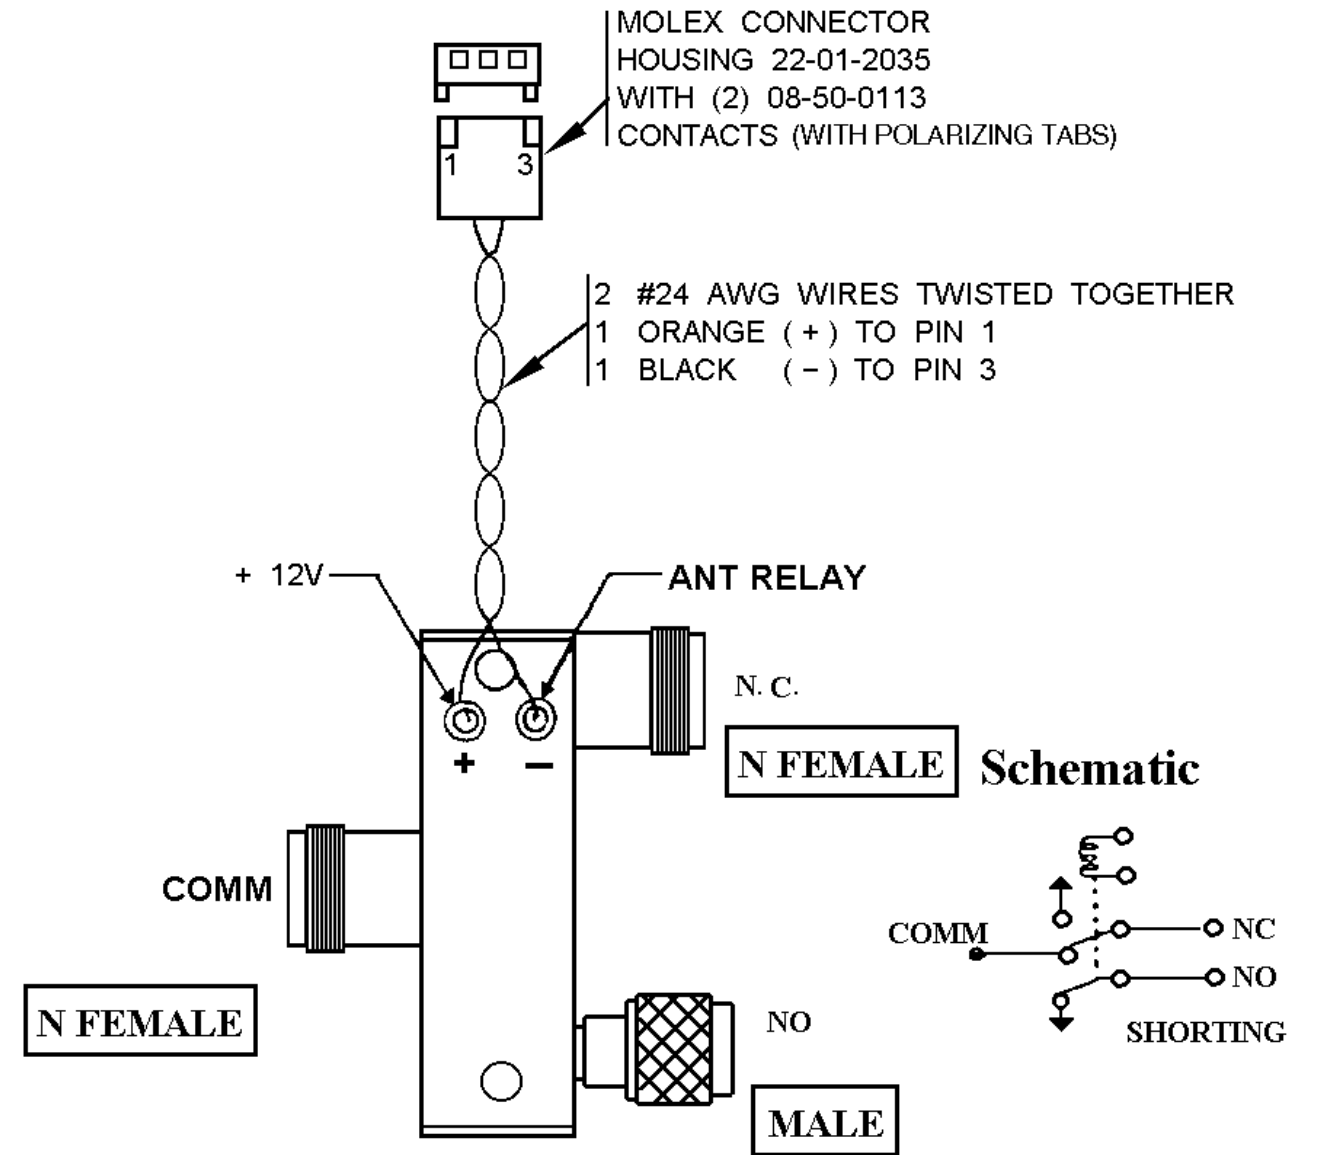 MOLEX CONNECTOR
HOUSING 22-01-2035
WITH (2) 08-50-0113
CONTACTS (WITH POLARIZING TABS)
1 3
2 #24 AWG WIRES TWISTED TOGETHER
1 ORANGE (+) TO PIN 1
1 BLACK (−) TO PIN 3
+ 12V
ANT RELAY
N. C.
+ −
N FEMALE
Schematic
COMM
COMM
NC
NO
SHORTING
N FEMALE
NO
MALE